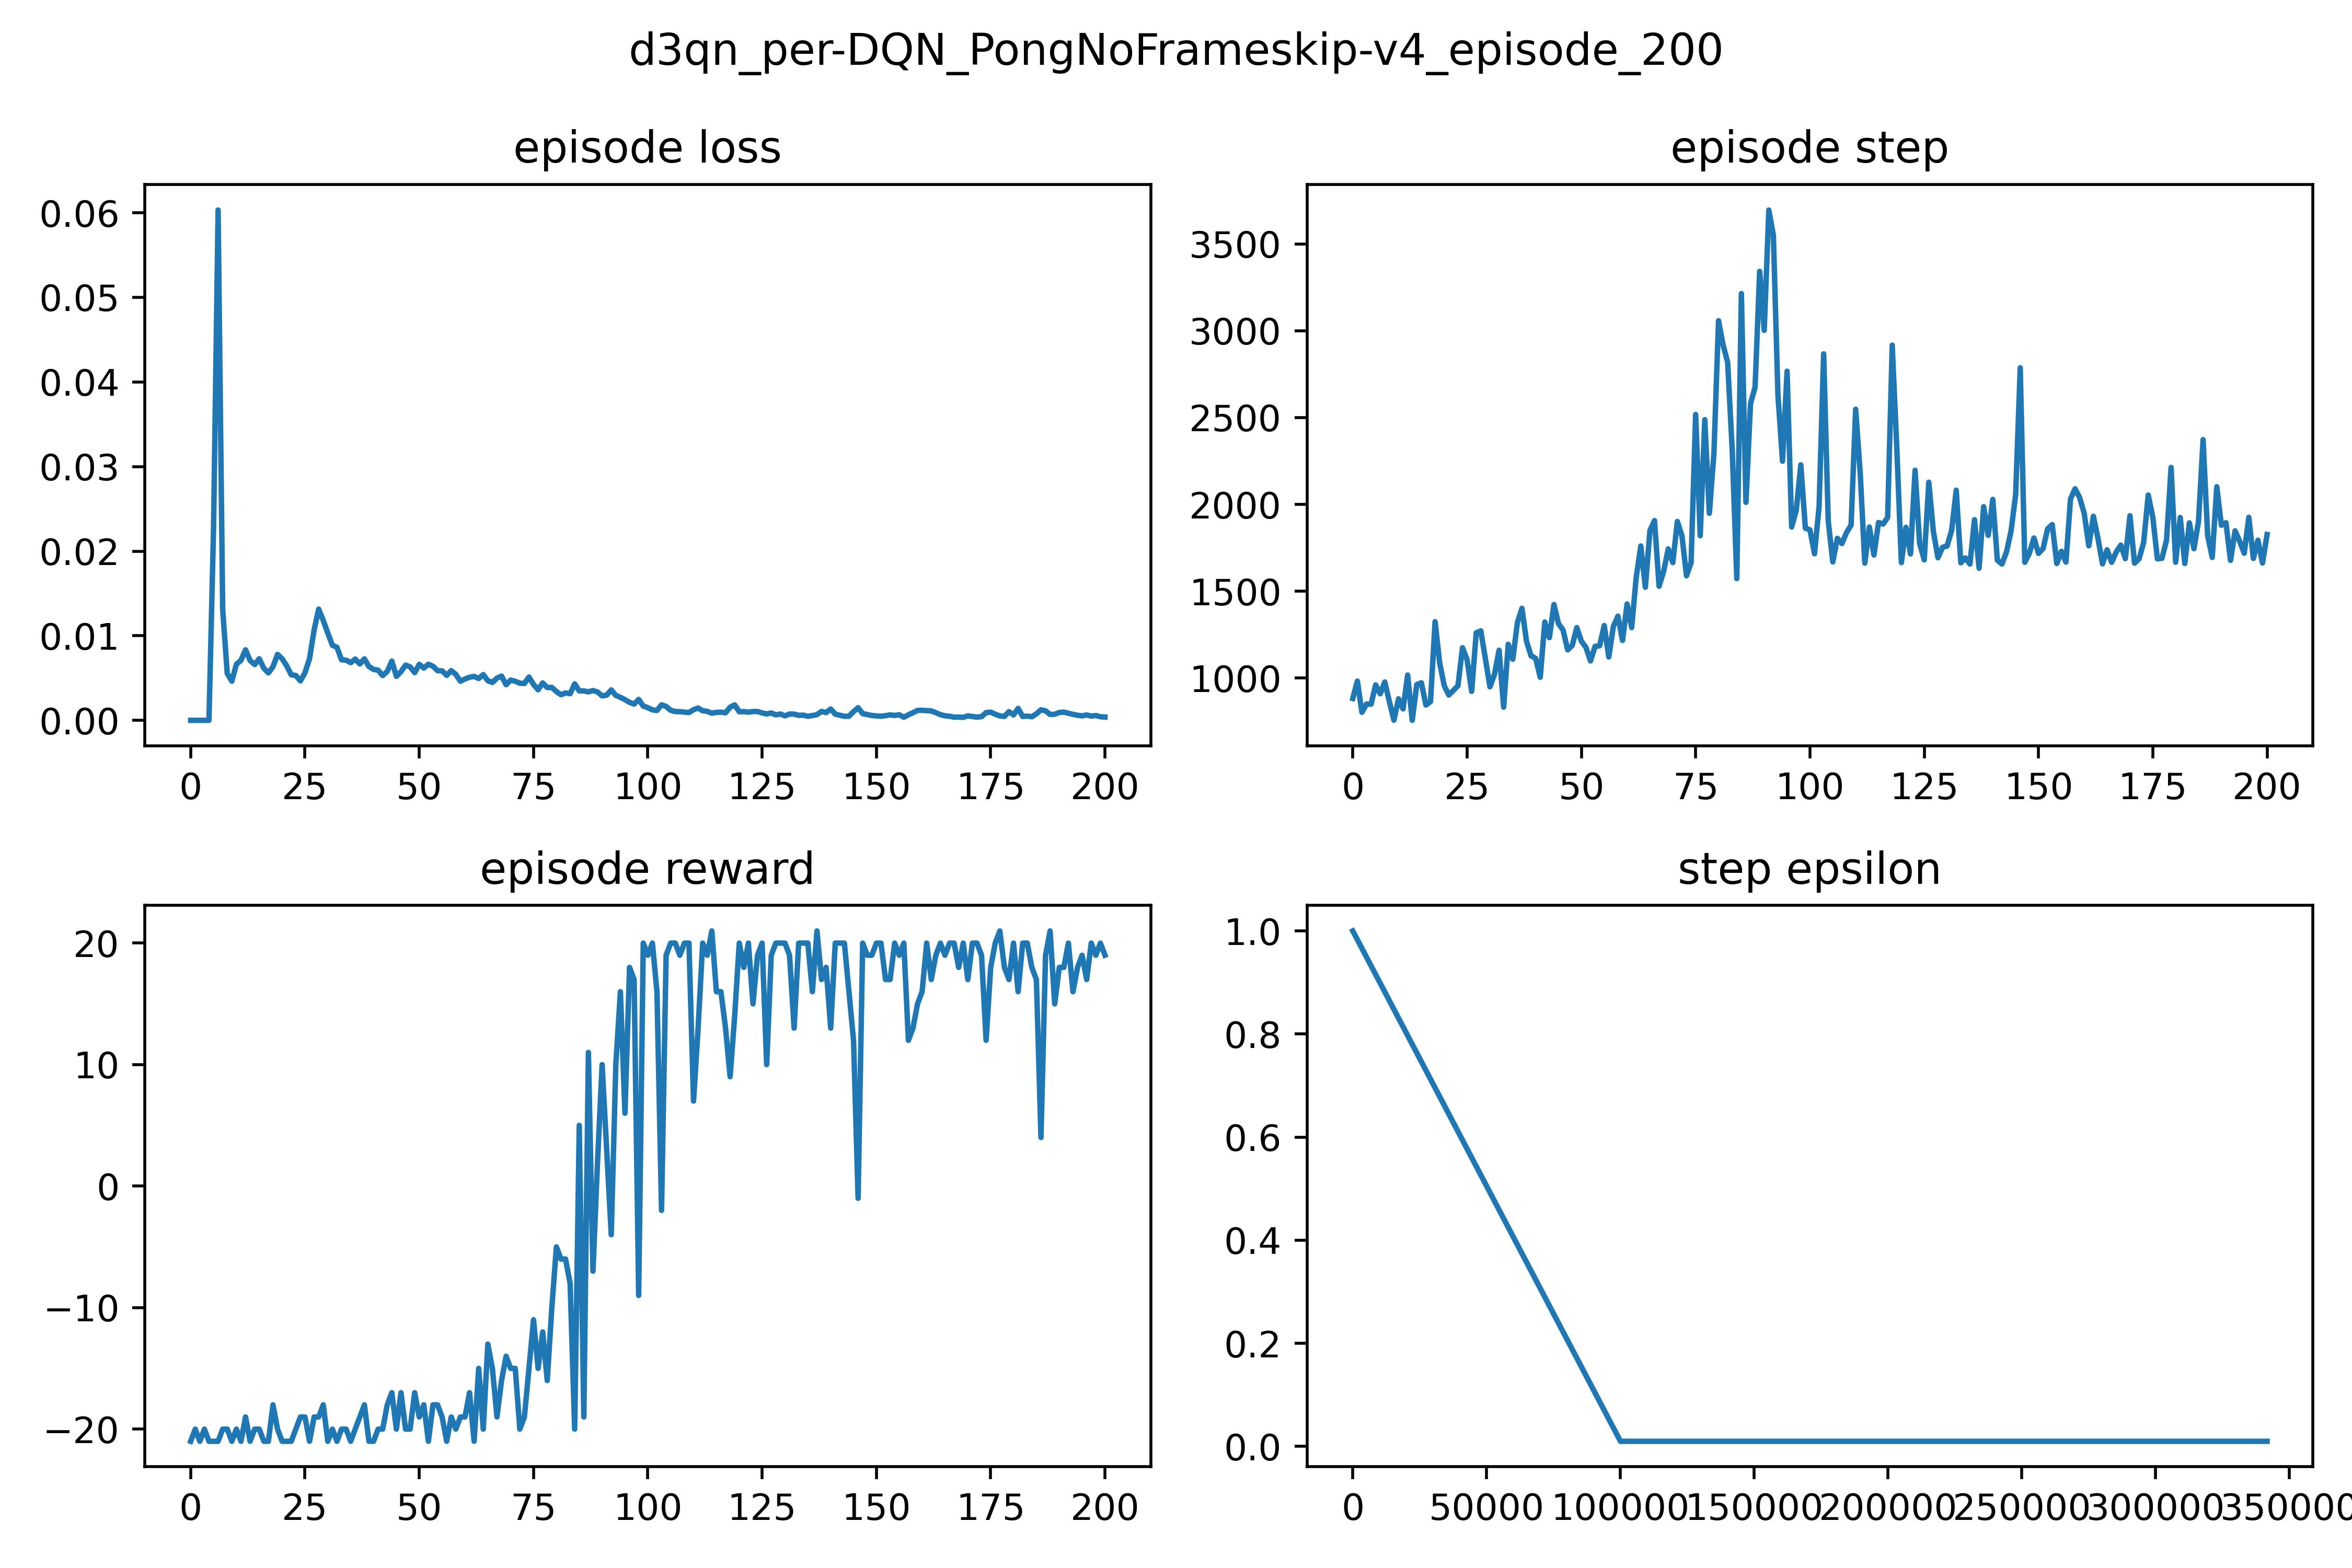 d3qn_per-DQN_PongNoFrameskip-v4_episode_200
episode loss
0.06
0.05
0.04
0.03
0.02
0.01
0.00
0 25 50 75 100 125 150 175 200
episode step
3500
3000
2500
2000
1500
1000
0 25 50 75 100 125 150 175 200
episode reward
20
10
0
−10
−20
0 25 50 75 100 125 150 175 200
step epsilon
1.0
0.8
0.6
0.4
0.2
0.0
0 50000 100000 150000 200000 250000 300000 350000